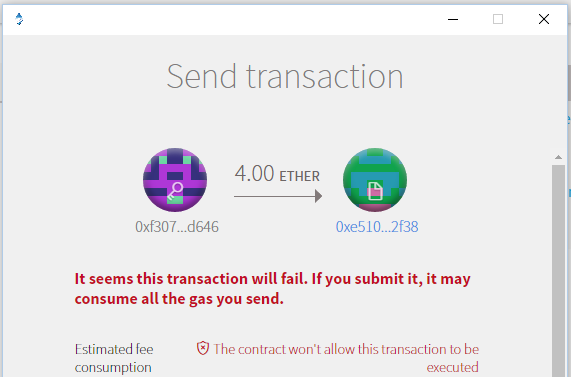 Send transaction
4.00 ETHER
0xf307...d646
0xe510...2f38
It seems this transaction will fail. If you submit it, it may
consume all the gas you send.
Estimated fee
consumption
The contract won't allow this transaction to be
executed